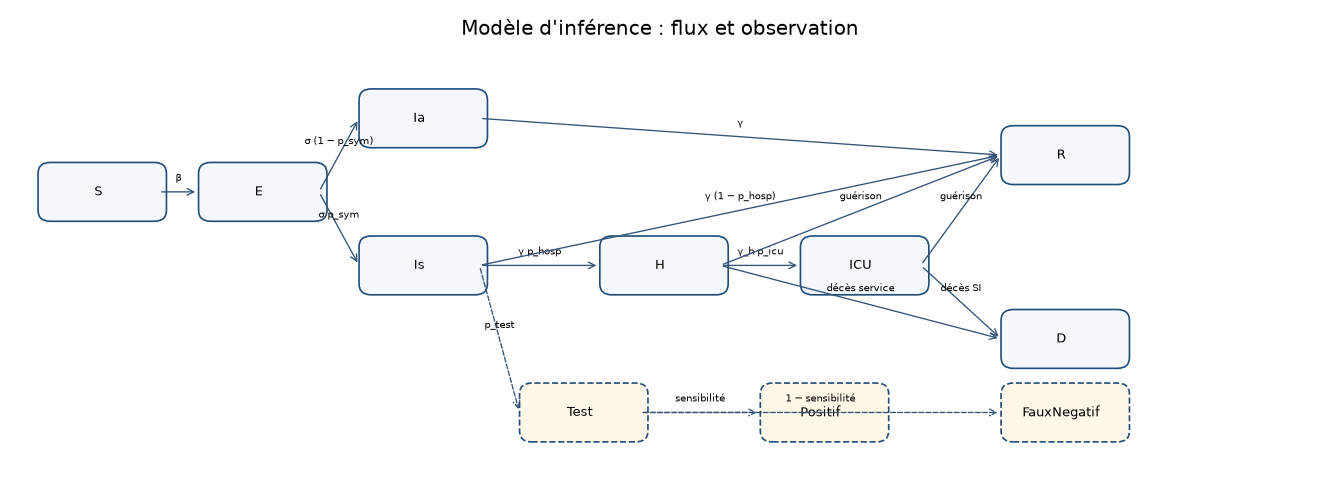 Modèle d'inférence : flux et observation
Ia
γ
σ (1 − p_sym)
R
S
β
E
γ (1 − p_hosp)
guérison
guérison
σ p_sym
Is
γ p_hosp
H
γ_h p_icu
ICU
décès service
décès SI
p_test
D
Test
sensibilité
1 − sensibilité
Positif
FauxNegatif